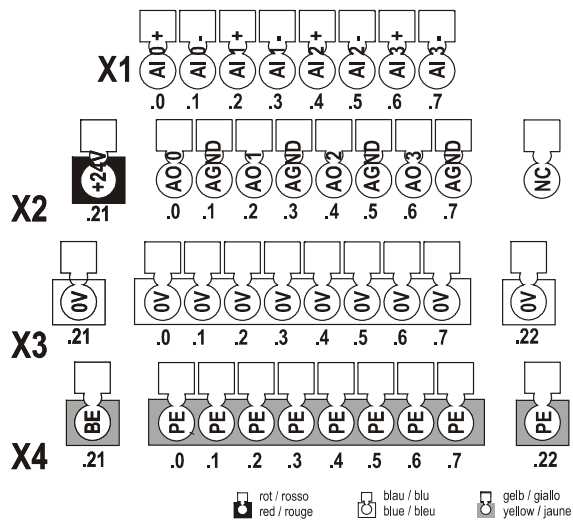 AI 0+ AI 0- AI 1+ AI 1- AI 2+ AI 2- AI 3+ AI 3-
X1
.0 .1 .2 .3 .4 .5 .6 .7
+24V AO 0 AGND AO 1 AGND AO 2 AGND AO 3 AGND NC
X2 .21 .0 .1 .2 .3 .4 .5 .6 .7
0V 0V 0V 0V 0V 0V 0V 0V 0V 0V
X3 .21 .0 .1 .2 .3 .4 .5 .6 .7 .22
BE PE PE PE PE PE PE PE PE PE
X4 .21 .0 .1 .2 .3 .4 .5 .6 .7 .22
rot / rosso blau / blu gelb / giallo
red / rouge blue / bleu yellow / jaune